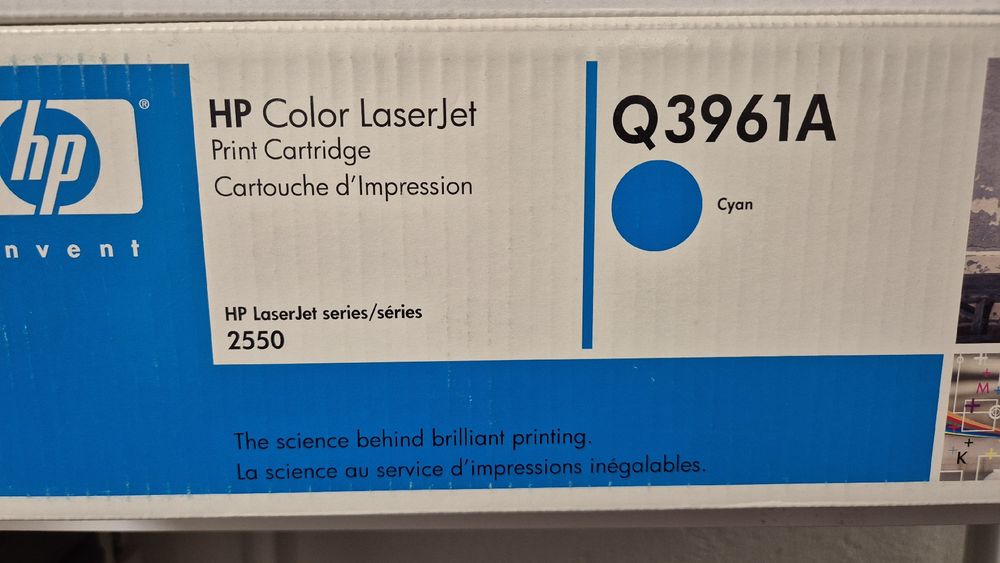 hp®
nvent
HP Color LaserJet
Print Cartridge
Cartouche d'Impression
HP LaserJet series/séries
2550
Q3961A
Cyan
The science behind brilliant printing.
La science au service d'impressions inégalables.
M
K